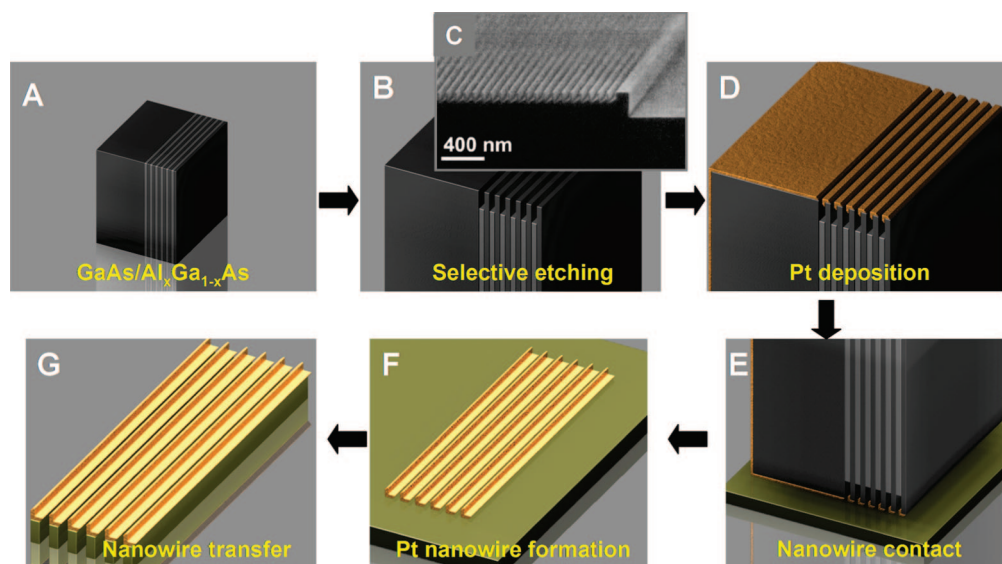 A
GaAs/AlxGa1-xAs
B
Selective etching
C
400 nm
D
Pt deposition
E
Nanowire contact
F
Pt nanowire formation
G
Nanowire transfer